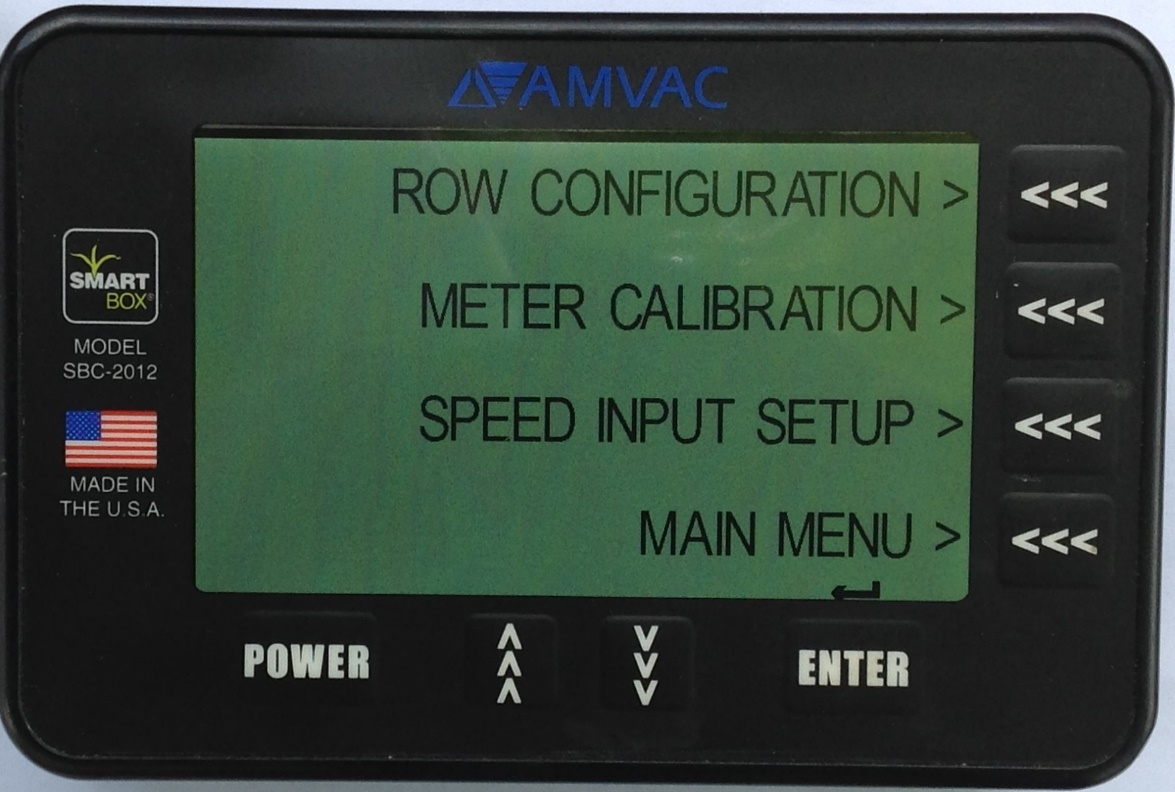 AMVAC
ROW CONFIGURATION >
<<<
METER CALIBRATION >
<<<
SPEED INPUT SETUP >
<<<
MAIN MENU >
<<<
SMART
BOX®
MODEL
SBC-2012
MADE IN
THE U.S.A.
POWER
ENTER